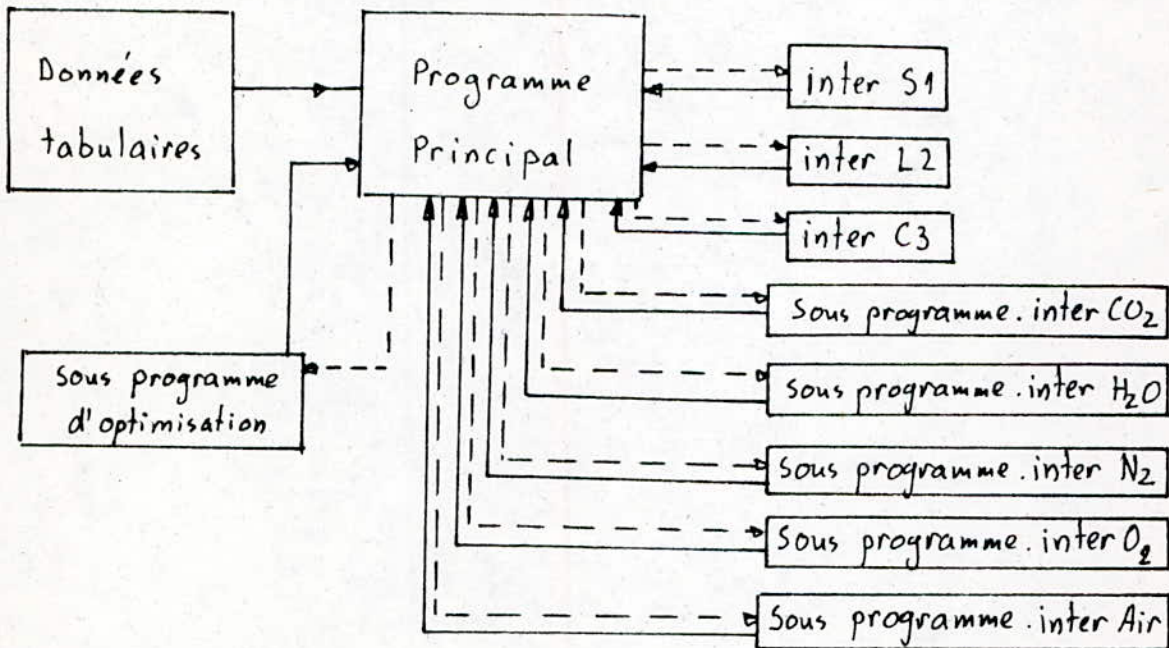 Données
tabulaires
Programme
Principal
inter S1
inter L2
inter C3
Sous programme.inter CO₂
Sous programme.inter H₂O
Sous programme.inter N₂
Sous programme.inter O₂
Sous programme.inter Air
Sous programme
d'optimisation